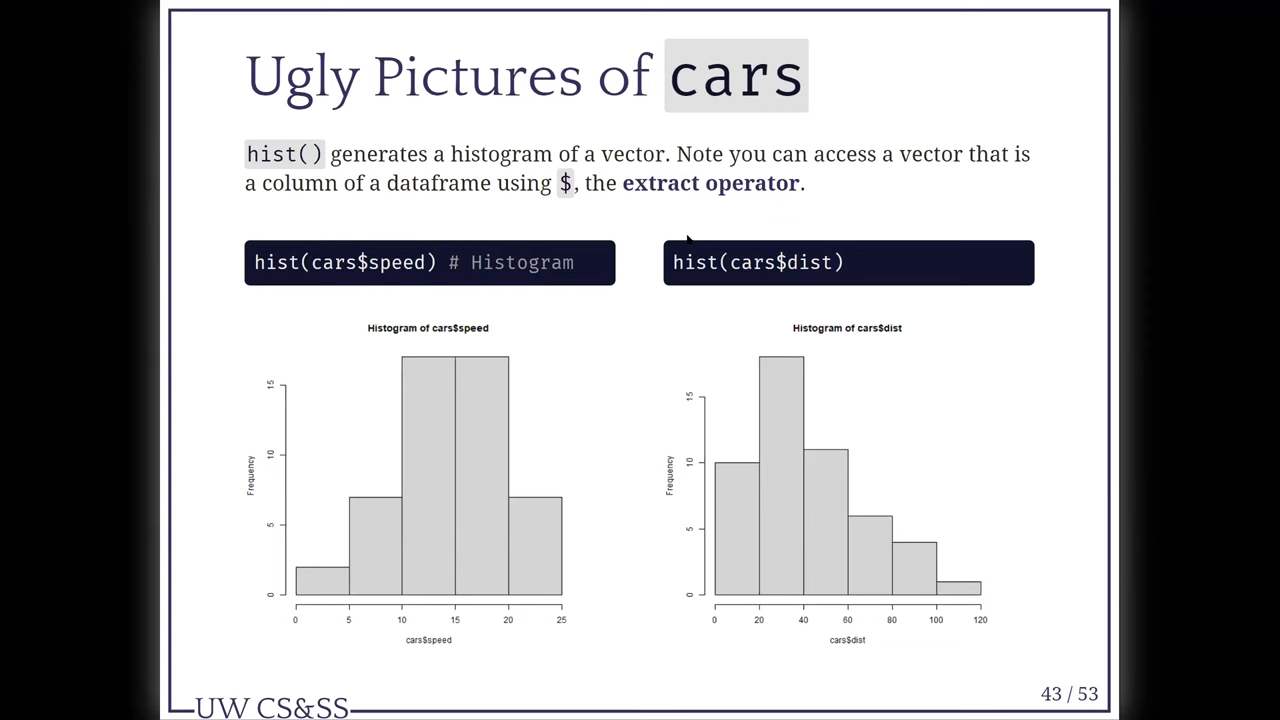 Ugly Pictures of cars
hist() generates a histogram of a vector. Note you can access a vector that is
a column of a dataframe using $, the extract operator.
hist(cars$speed) # Histogram
Histogram of cars$speed
Frequency
0
5
10
15
0 5 10 15 20 25
cars$speed
hist(cars$dist)
Histogram of cars$dist
Frequency
0
5
10
15
0 20 40 60 80 100 120
cars$dist
UW CS&SS
43 / 53